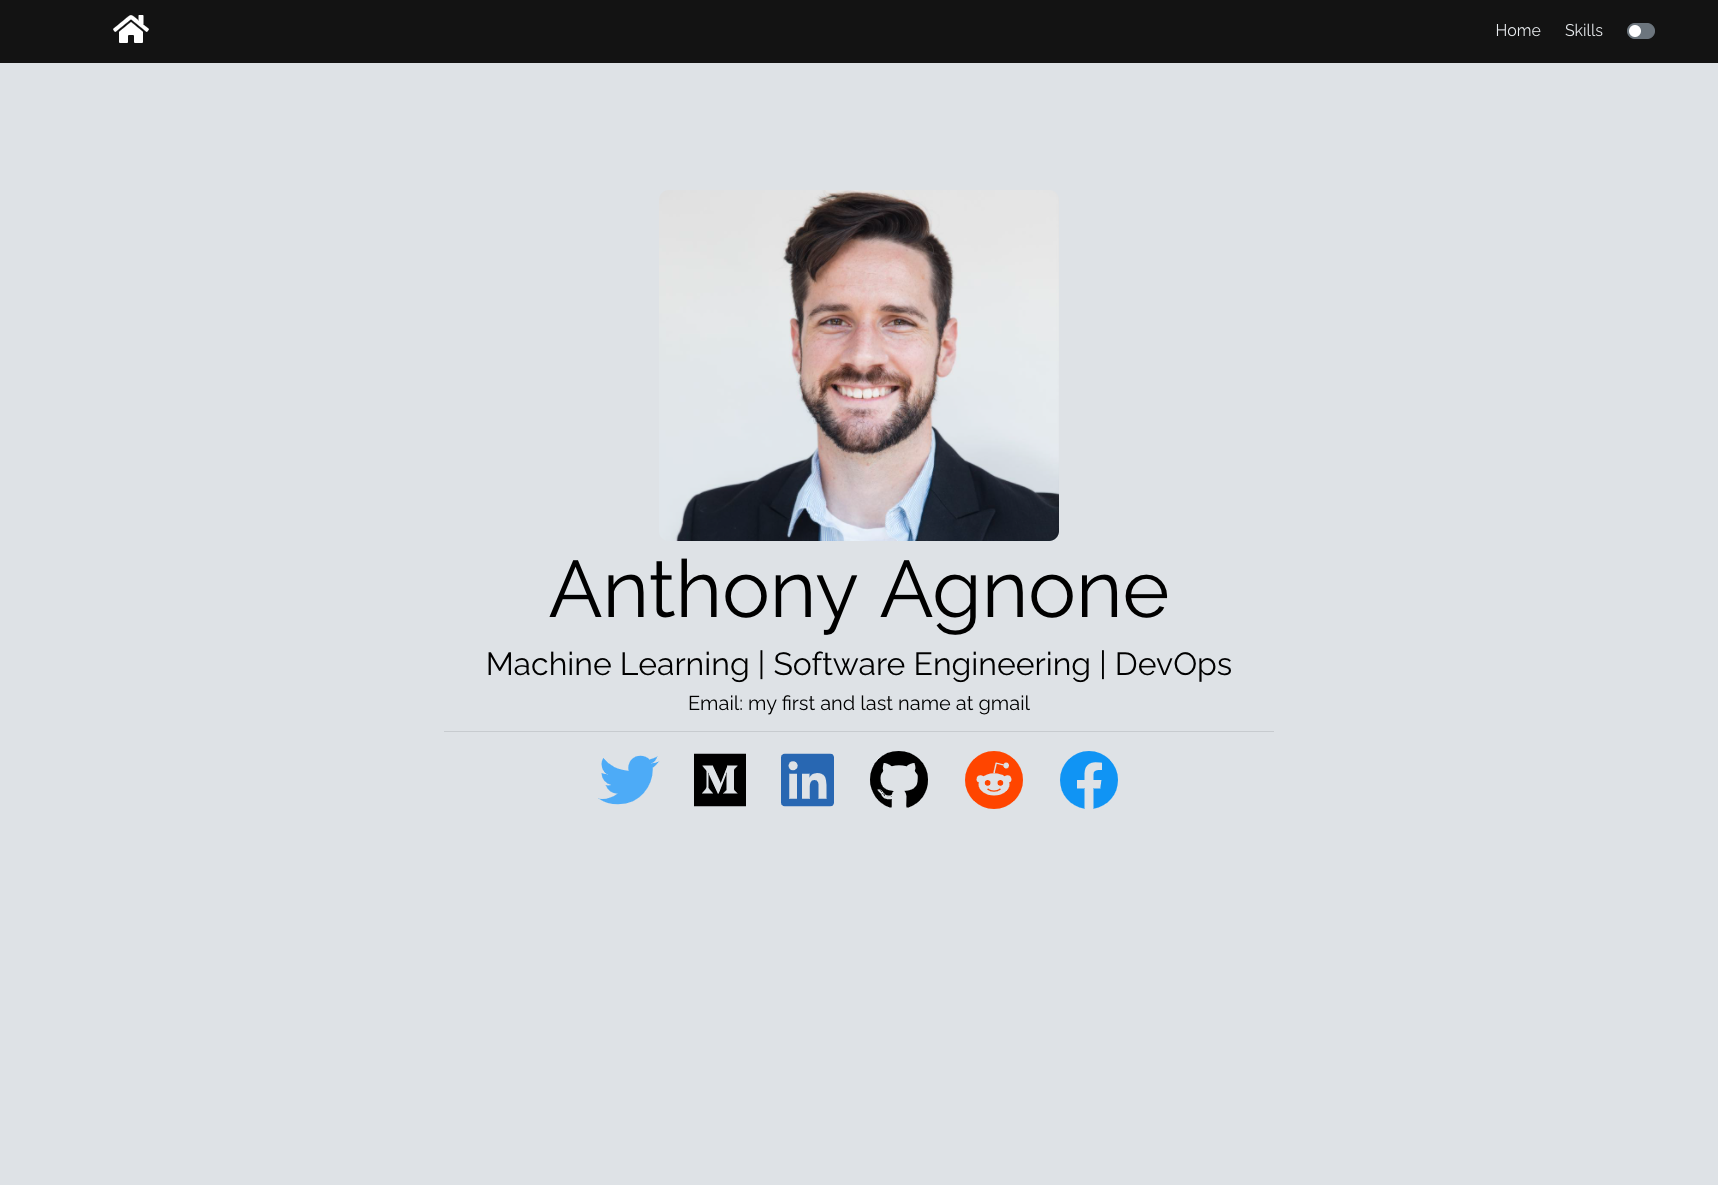 Home Skills
Anthony Agnone
Machine Learning | Software Engineering | DevOps
Email: my first and last name at gmail
M in